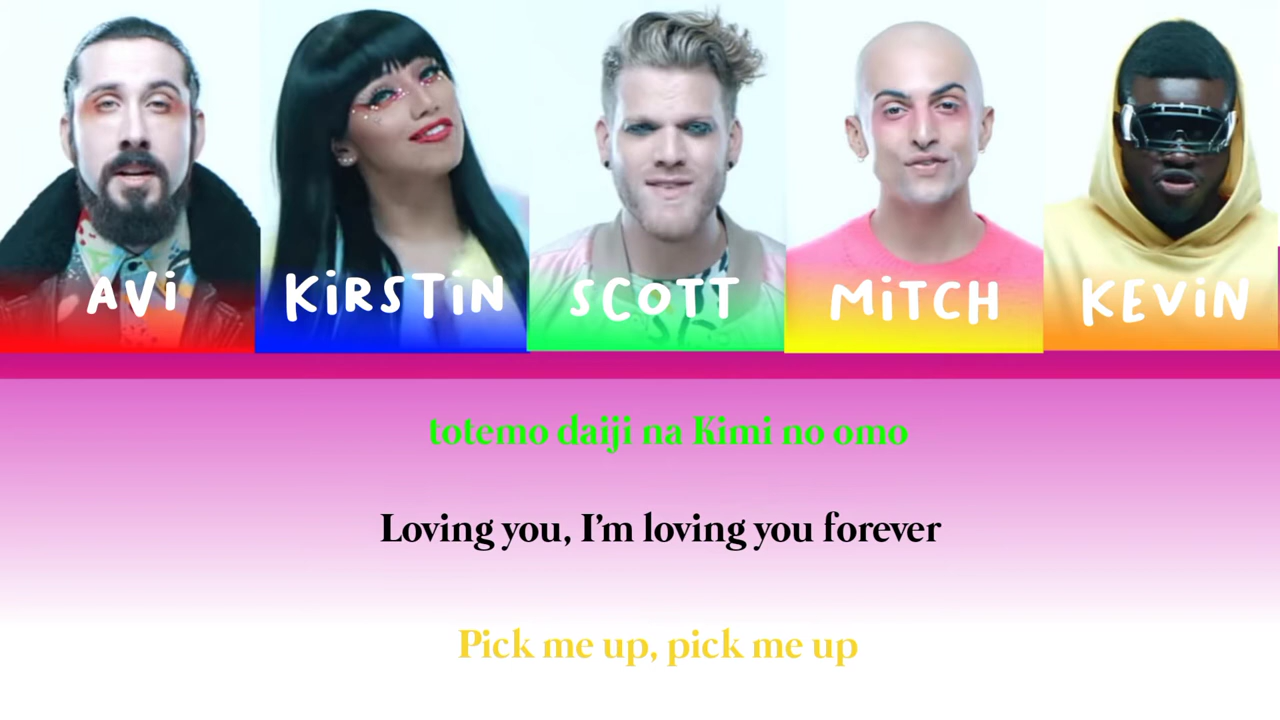 AVi KiRSTiN SCOTT MiTCH KEViN
totemo daiji na Kimi no omo
Loving you, I'm loving you forever
Pick me up, pick me up